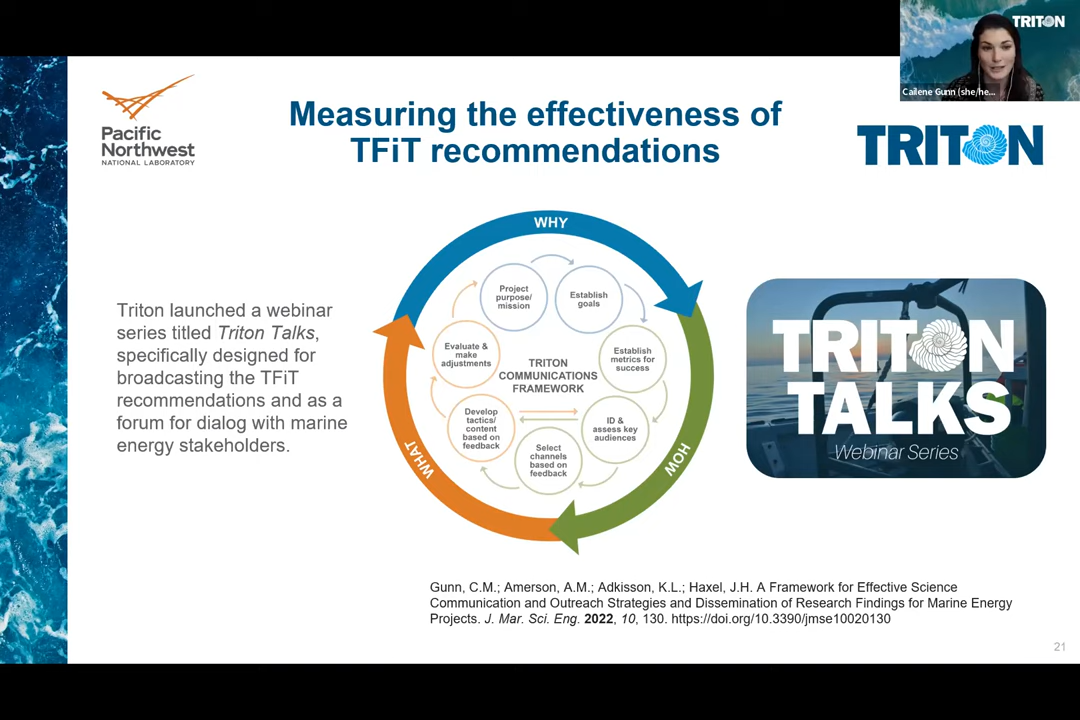 TRITON
Cailene Gunn (she/he...
Pacific
Northwest
NATIONAL LABORATORY
Measuring the effectiveness of
TFiT recommendations
TRITON
Triton launched a webinar
series titled Triton Talks,
specifically designed for
broadcasting the TFiT
recommendations and as a
forum for dialog with marine
energy stakeholders.
WHY
HOW
WHAT
Project
purpose/
mission
Establish
goals
Establish
metrics for
success
ID &
assess key
audiences
Select
channels
based on
feedback
Develop
tactics/
content
based on
feedback
Evaluate &
make
adjustments
TRITON
COMMUNICATIONS
FRAMEWORK
TRITON
TALKS
Webinar Series
Gunn, C.M.; Amerson, A.M.; Adkisson, K.L.; Haxel, J.H. A Framework for Effective Science
Communication and Outreach Strategies and Dissemination of Research Findings for Marine Energy
Projects. J. Mar. Sci. Eng. 2022, 10, 130. https://doi.org/10.3390/jmse10020130
21